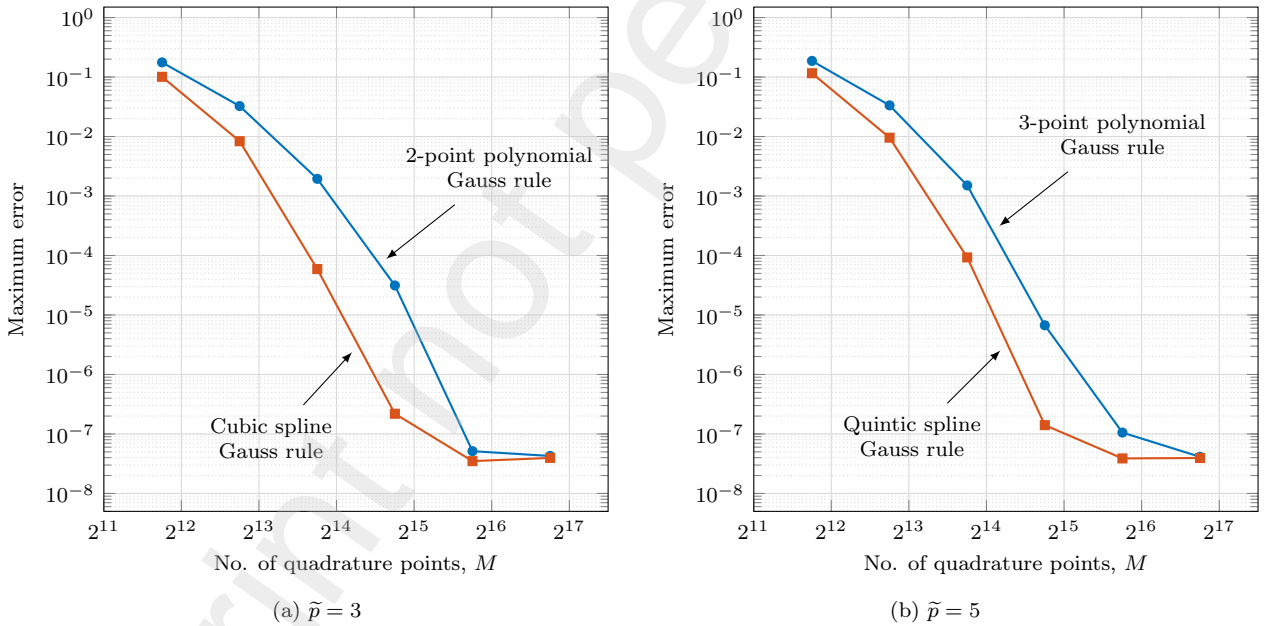 10^0
10^{-1}
10^{-2}
10^{-3}
10^{-4}
10^{-5}
10^{-6}
10^{-7}
10^{-8}
Maximum error
2-point polynomial
Gauss rule
Cubic spline
Gauss rule
2^{11} 2^{12} 2^{13} 2^{14} 2^{15} 2^{16} 2^{17}
No. of quadrature points, M
(a) p̃ = 3
10^0
10^{-1}
10^{-2}
10^{-3}
10^{-4}
10^{-5}
10^{-6}
10^{-7}
10^{-8}
Maximum error
3-point polynomial
Gauss rule
Quintic spline
Gauss rule
2^{11} 2^{12} 2^{13} 2^{14} 2^{15} 2^{16} 2^{17}
No. of quadrature points, M
(b) p̃ = 5
rint not pe